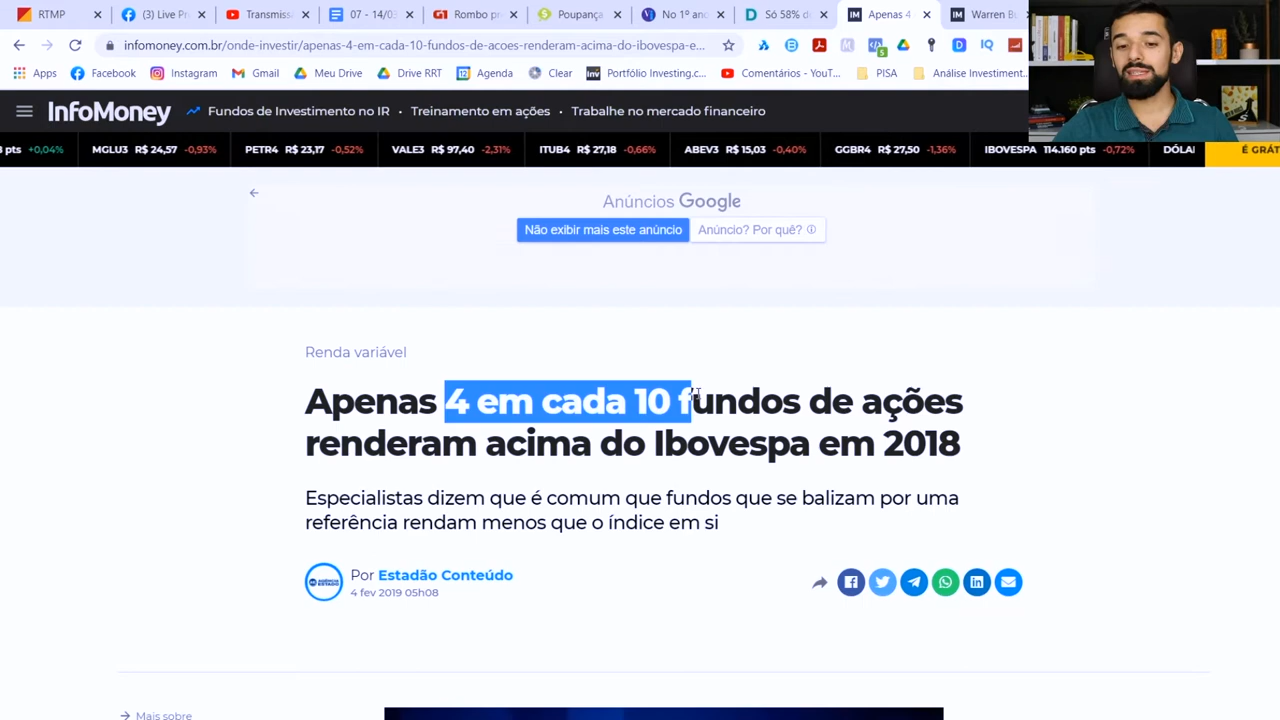 RTMP
(3) Live Pr
Transmiss
07 - 14/03
Rombo p
Poupança
No 1º ano
Só 58% d
Apenas 4
Warren Bu
infomoney.com.br/onde-investir/apenas-4-em-cada-10-fundos-de-acoes-renderam-acima-do-ibovespa-e...
Apps
Facebook
Instagram
Gmail
Meu Drive
Drive RRT
Agenda
Clear
Portfólio Investing.c...
Comentários - YouT...
PISA
Análise Investiment...
InfoMoney
Fundos de Investimento no IR · Treinamento em ações · Trabalhe no mercado financeiro
pts +0,04%
MGLU3 R$ 24,57 -0,93%
PETR4 R$ 23,17 -0,52%
VALE3 R$ 97,40 -2,31%
ITUB4 R$ 27,18 -0,66%
ABEV3 R$ 15,03 -0,40%
GGBR4 R$ 27,50 -1,36%
IBOVESPA 114.160 pts -0,72%
DÓLA
É GRÁT
Anúncios Google
Não exibir mais este anúncio
Anúncio? Por quê?
Renda variável
Apenas 4 em cada 10 fundos de ações
renderam acima do Ibovespa em 2018
Especialistas dizem que é comum que fundos que se balizam por uma
referência rendam menos que o índice em si
Por Estadão Conteúdo
4 fev 2019 05h08
Mais sobre